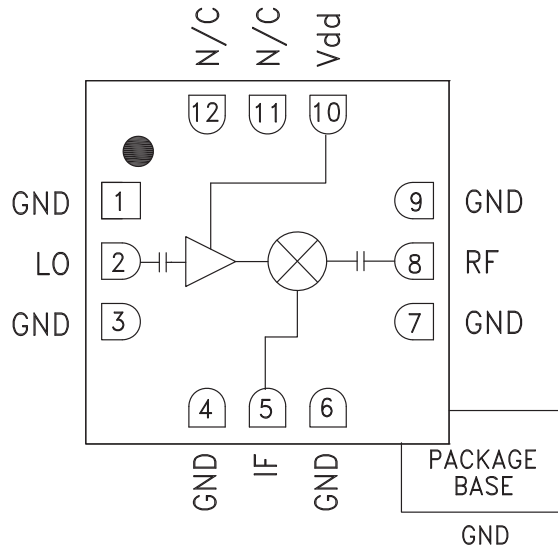 N/C
N/C
Vdd
12
11
10
GND
1
9
GND
LO
2
8
RF
GND
3
7
GND
4
5
6
GND
IF
GND
PACKAGE
BASE
GND